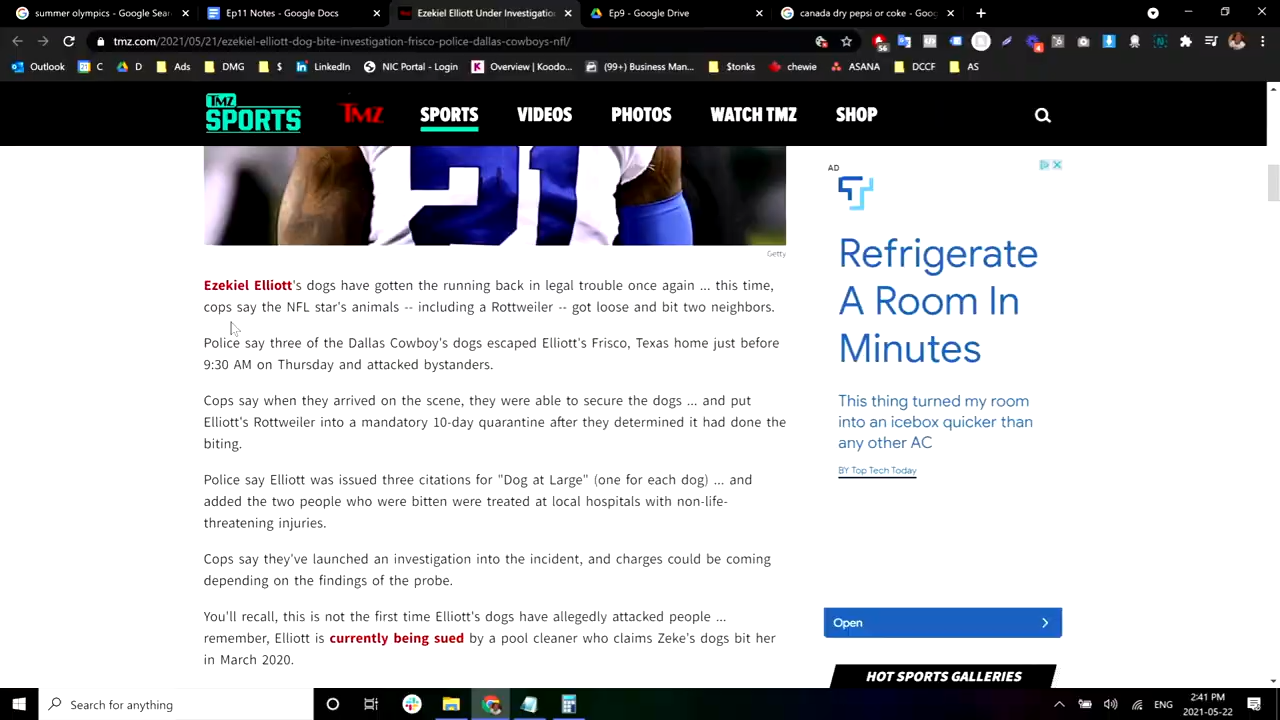 summer olympics - Google Sear
Ep11 Notes - Google Docs
Ezekiel Elliott Under Investigation
Ep9 - Google Drive
canada dry pepsi or coke - Goog
tmz.com/2021/05/21/ezekiel-elliott-dog-bite-investigation-frisco-police-dallas-cowboys-nfl/
Outlook
C
D
Ads
DMG
$
LinkedIn
NIC Portal - Login
Overview | Koodo...
(99+) Business Man...
$tonks
chewie
ASANA
DCCF
AS
TMZ SPORTS
TMZ
SPORTS
VIDEOS
PHOTOS
WATCH TMZ
SHOP
21
Getty
Ezekiel Elliott's dogs have gotten the running back in legal trouble once again ... this time,
cops say the NFL star's animals -- including a Rottweiler -- got loose and bit two neighbors.
Police say three of the Dallas Cowboy's dogs escaped Elliott's Frisco, Texas home just before
9:30 AM on Thursday and attacked bystanders.
Cops say when they arrived on the scene, they were able to secure the dogs ... and put
Elliott's Rottweiler into a mandatory 10-day quarantine after they determined it had done the
biting.
Police say Elliott was issued three citations for "Dog at Large" (one for each dog) ... and
added the two people who were bitten were treated at local hospitals with non-life-
threatening injuries.
Cops say they've launched an investigation into the incident, and charges could be coming
depending on the findings of the probe.
You'll recall, this is not the first time Elliott's dogs have allegedly attacked people ...
remember, Elliott is currently being sued by a pool cleaner who claims Zeke's dogs bit her
in March 2020.
AD
Refrigerate
A Room In
Minutes
This thing turned my room
into an icebox quicker than
any other AC
BY Top Tech Today
Open
HOT SPORTS GALLERIES
Search for anything
ENG
2:41 PM
2021-05-22